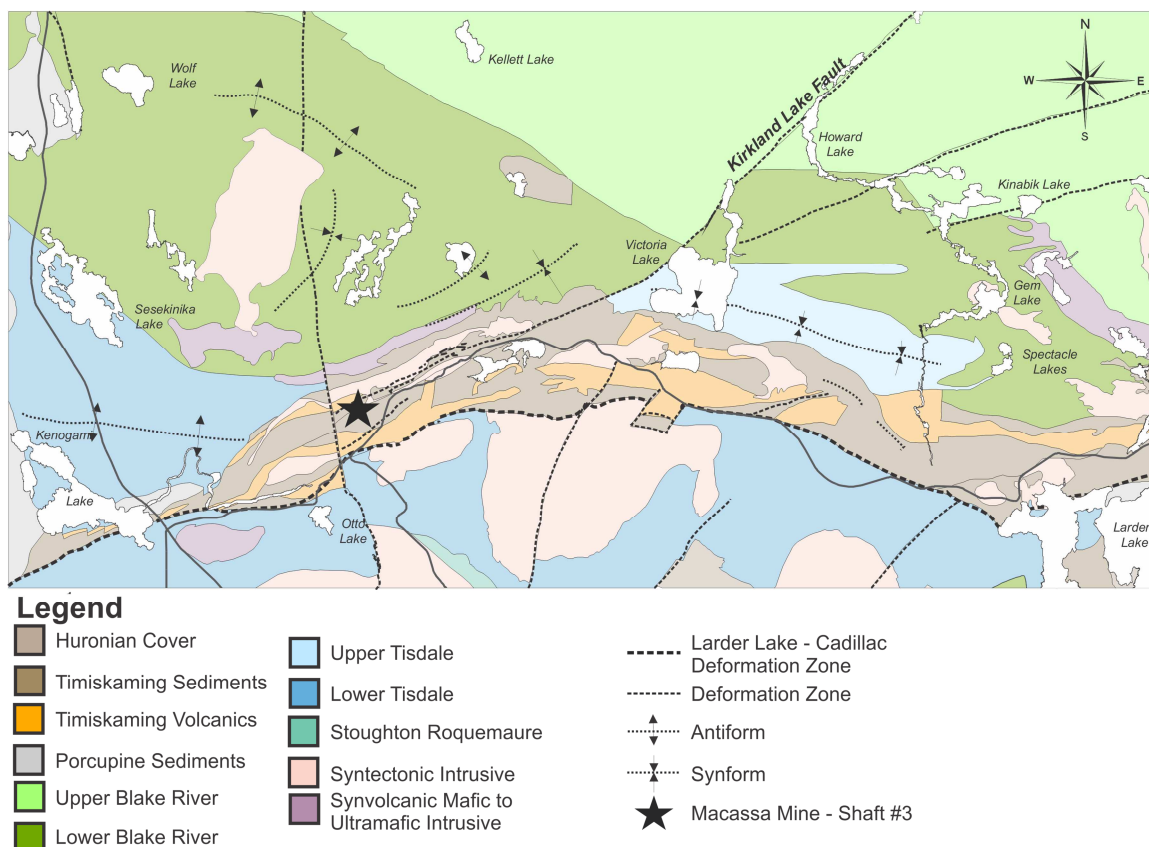 Wolf
Lake
Kellett Lake
Kirkland Lake Fault
N
W
E
S
Howard
Lake
Kinabik Lake
Victoria
Lake
Gem
Lake
Sesekinika
Lake
Spectacle
Lakes
Kenogami
Lake
Otto
Lake
Larder
Lake
Legend
Huronian Cover
Timiskaming Sediments
Timiskaming Volcanics
Porcupine Sediments
Upper Blake River
Lower Blake River
Upper Tisdale
Lower Tisdale
Stoughton Roquemaure
Syntectonic Intrusive
Synvolcanic Mafic to
Ultramafic Intrusive
Larder Lake - Cadillac
Deformation Zone
Deformation Zone
Antiform
Synform
Macassa Mine - Shaft #3